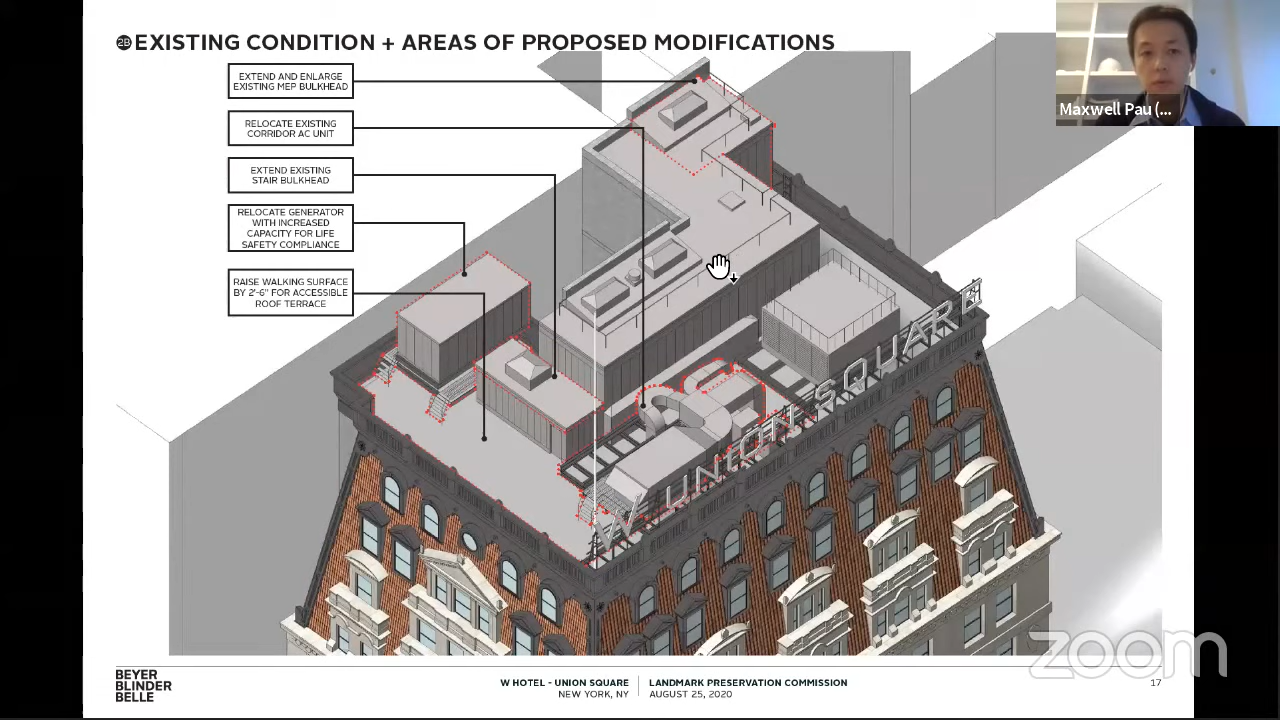 2B EXISTING CONDITION + AREAS OF PROPOSED MODIFICATIONS
EXTEND AND ENLARGE
EXISTING MEP BULKHEAD
RELOCATE EXISTING
CORRIDOR AC UNIT
EXTEND EXISTING
STAIR BULKHEAD
RELOCATE GENERATOR
WITH INCREASED
CAPACITY FOR LIFE
SAFETY COMPLIANCE
RAISE WALKING SURFACE
BY 2'-6" FOR ACCESSIBLE
ROOF TERRACE
Maxwell Pau (...
W UNION SQUARE
zoom
BEYER
BLINDER
BELLE
W HOTEL - UNION SQUARE
NEW YORK, NY
LANDMARK PRESERVATION COMMISSION
AUGUST 25, 2020
17